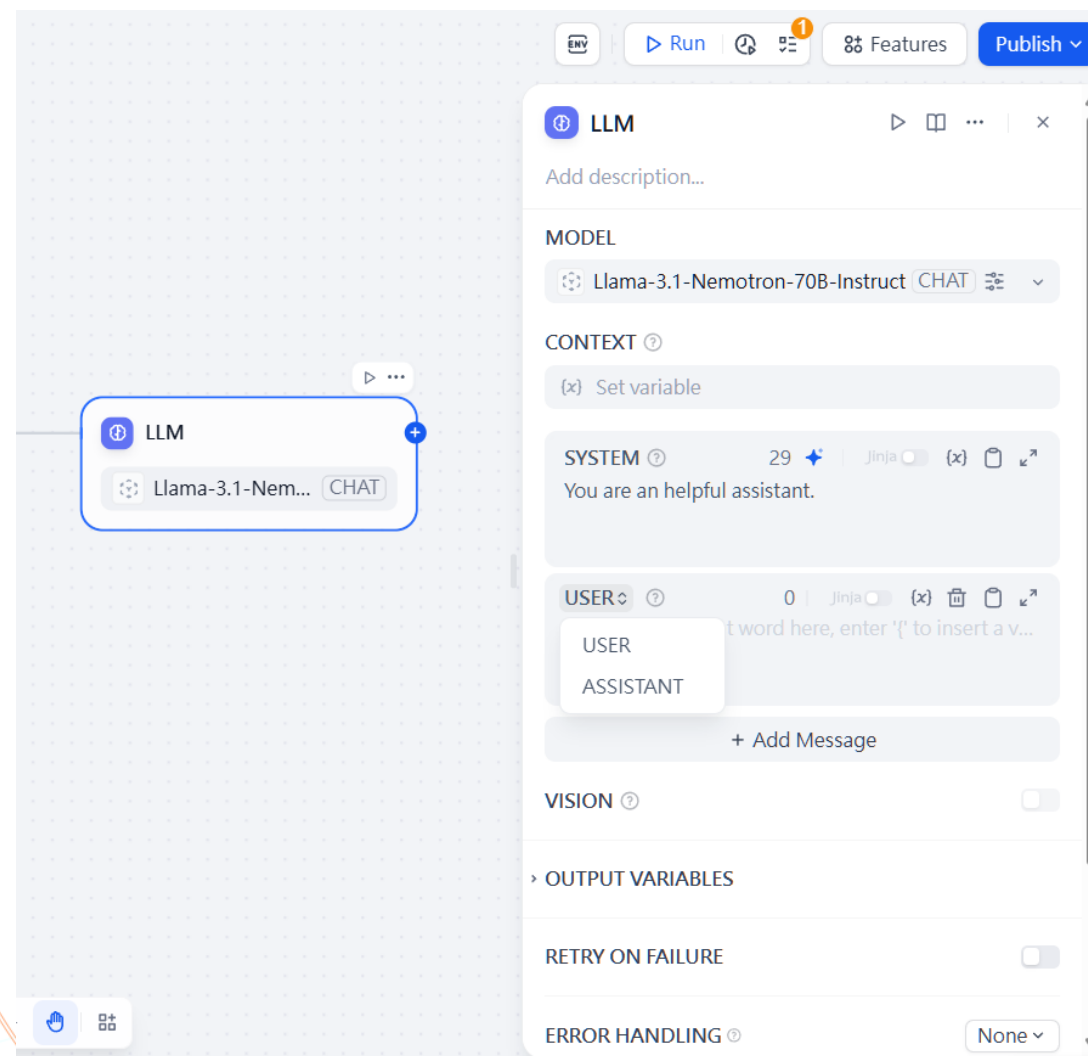 ENV
Run
1
Features
Publish
LLM
Add description...
MODEL
Llama-3.1-Nemotron-70B-Instruct CHAT
CONTEXT ?
{x} Set variable
LLM
Llama-3.1-Nem... CHAT
SYSTEM ? 29 Jinja {x}
You are an helpful assistant.
USER ? 0 Jinja {x}
t word here, enter '{' to insert a v...
USER
ASSISTANT
+ Add Message
VISION ?
OUTPUT VARIABLES
RETRY ON FAILURE
ERROR HANDLING ? None